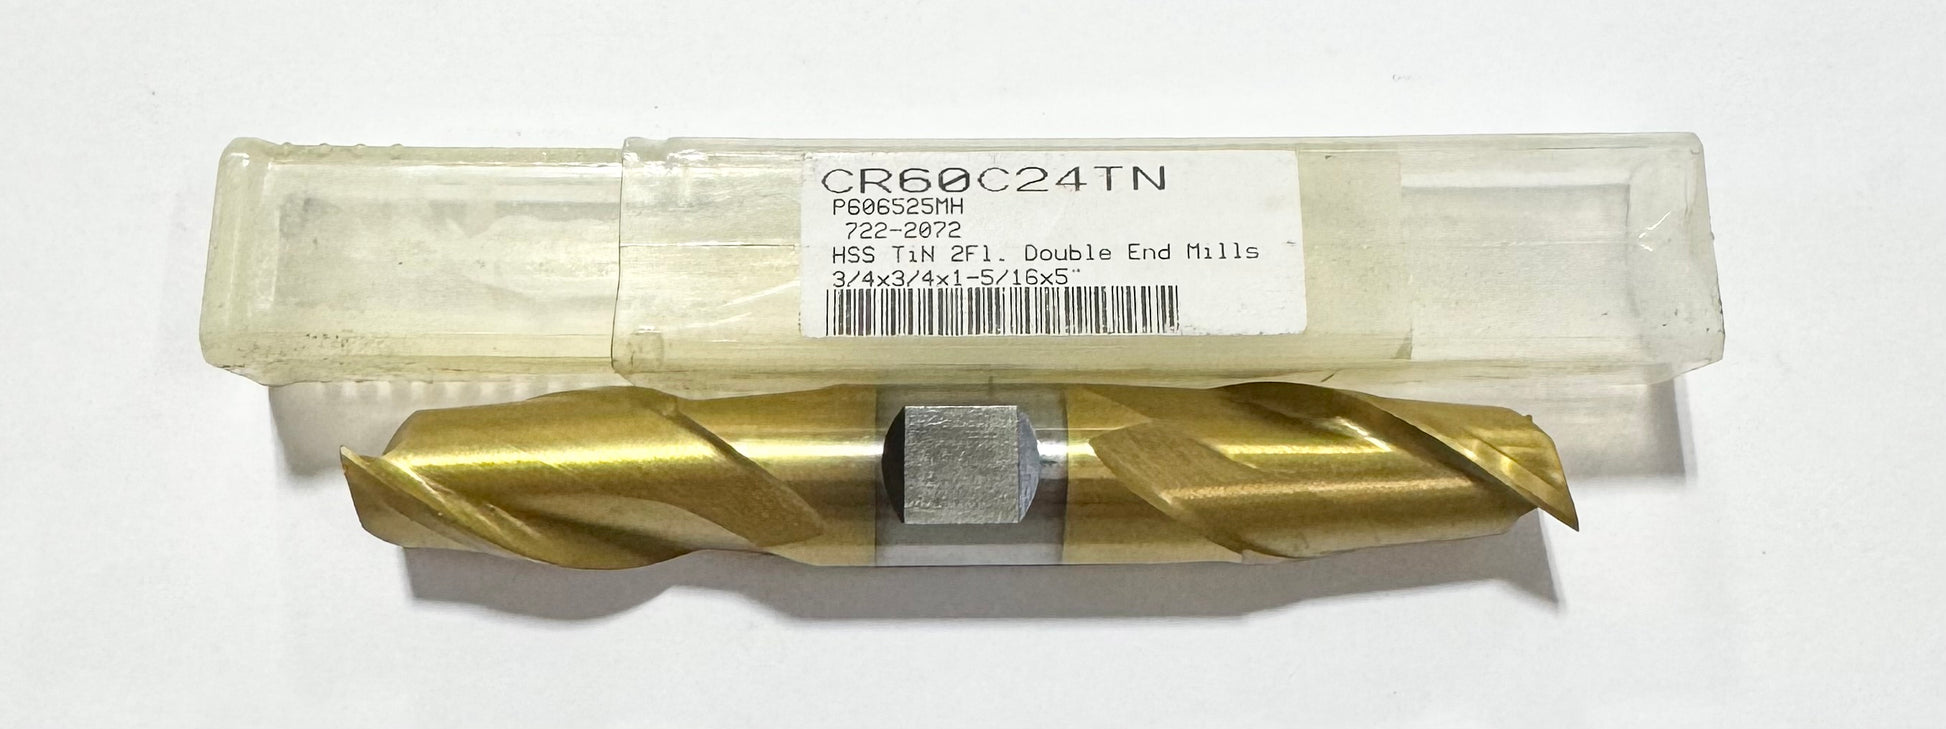 CR60C24TN
P606525MH
722-2072
HSS TiN 2Fl. Double End Mills
3/4x3/4x1-5/16x5"